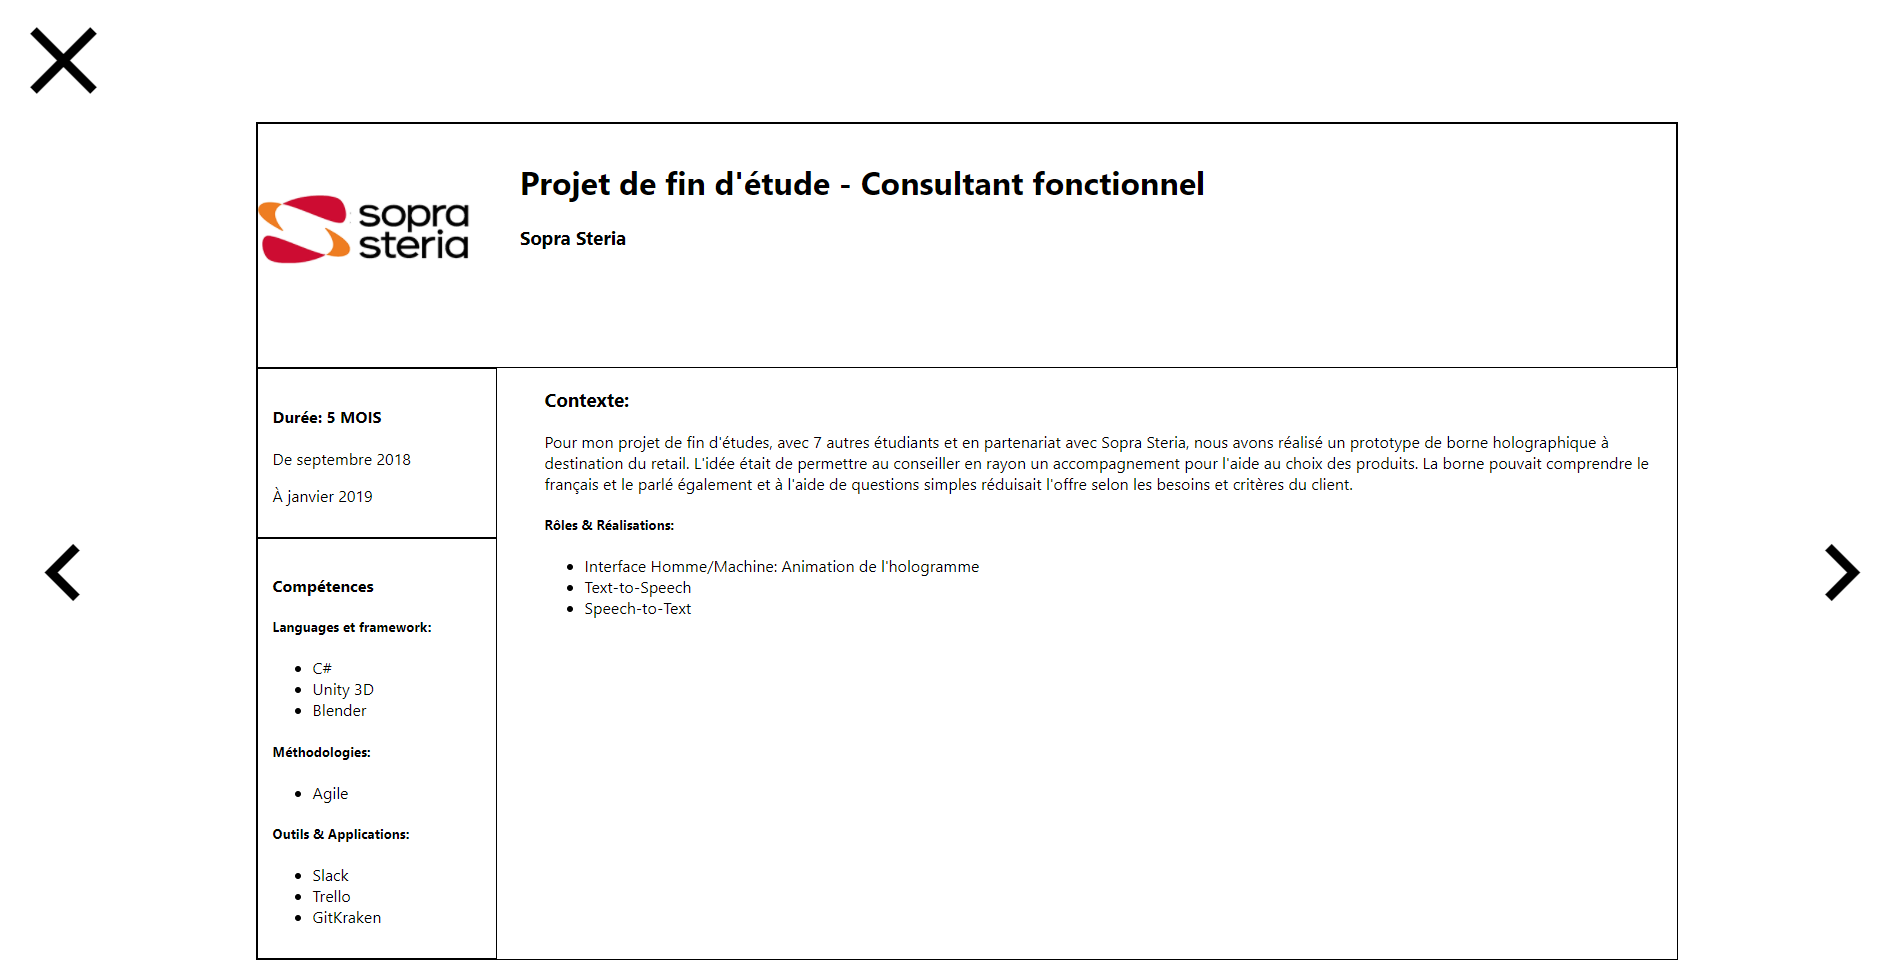 sopra
steria
Projet de fin d'étude - Consultant fonctionnel
Sopra Steria
Durée: 5 MOIS
De septembre 2018
À janvier 2019
Compétences
Languages et framework:
C#
Unity 3D
Blender
Méthodologies:
Agile
Outils & Applications:
Slack
Trello
GitKraken
Contexte:
Pour mon projet de fin d'études, avec 7 autres étudiants et en partenariat avec Sopra Steria, nous avons réalisé un prototype de borne holographique à
destination du retail. L'idée était de permettre au conseiller en rayon un accompagnement pour l'aide au choix des produits. La borne pouvait comprendre le
français et le parlé également et à l'aide de questions simples réduisait l'offre selon les besoins et critères du client.
Rôles & Réalisations:
Interface Homme/Machine: Animation de l'hologramme
Text-to-Speech
Speech-to-Text